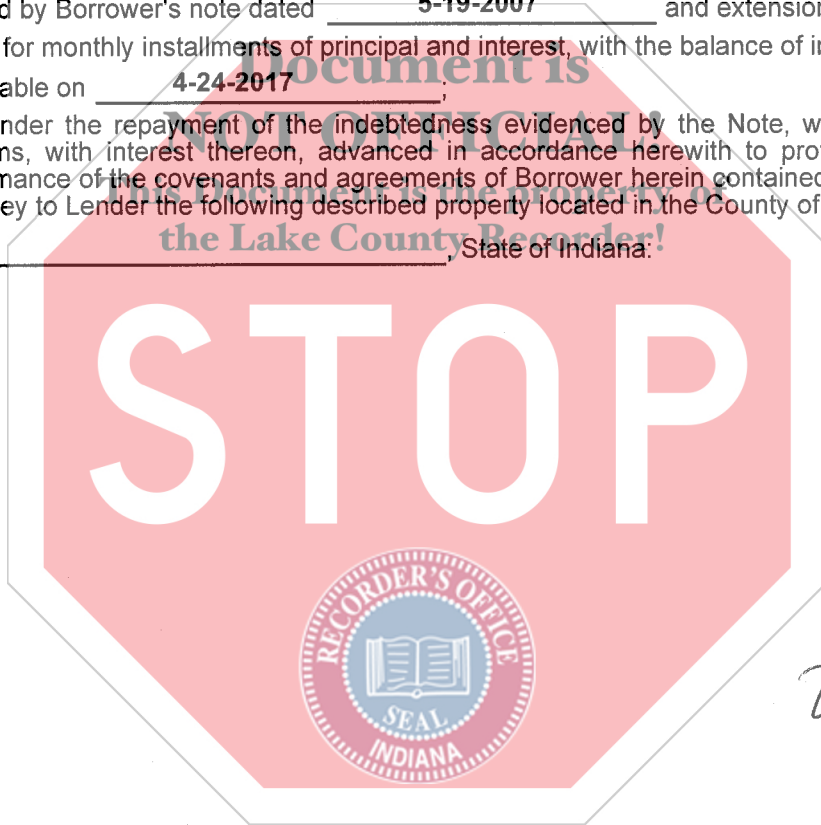 d by Borrower's note dated 5-19-2007 and extension
for monthly installments of principal and interest, with the balance of in
Document is
able on 4-24-2017 ;
NOT OFFICIAL!
nder the repayment of the indebtedness evidenced by the Note, w
ns, with interest thereon, advanced in accordance herewith to pro
mance of the covenants and agreements of Borrower herein contained
This Document is the property of
ey to Lender the following described property located in the County of
the Lake County Recorder!
, State of Indiana:
STOP
RECORDER'S OFFICE
SEAL
INDIANA